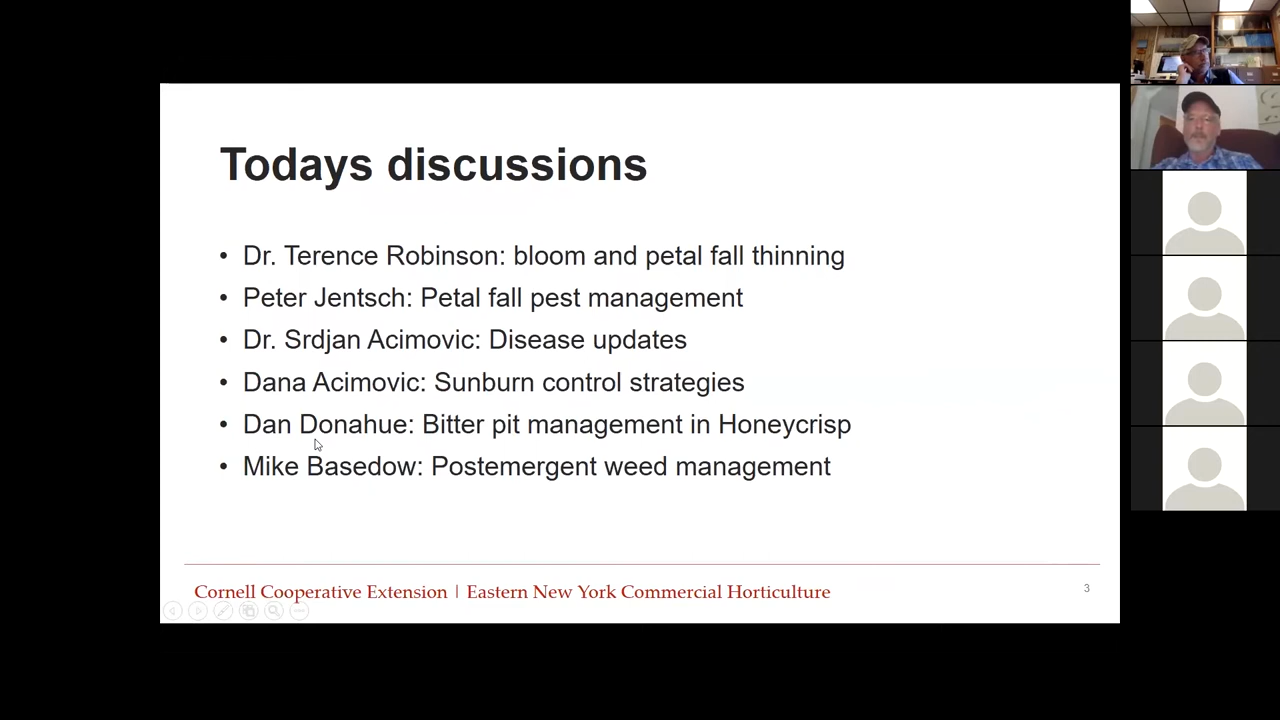 Todays discussions
• Dr. Terence Robinson: bloom and petal fall thinning
• Peter Jentsch: Petal fall pest management
• Dr. Srdjan Acimovic: Disease updates
• Dana Acimovic: Sunburn control strategies
• Dan Donahue: Bitter pit management in Honeycrisp
• Mike Basedow: Postemergent weed management
Cornell Cooperative Extension | Eastern New York Commercial Horticulture
3